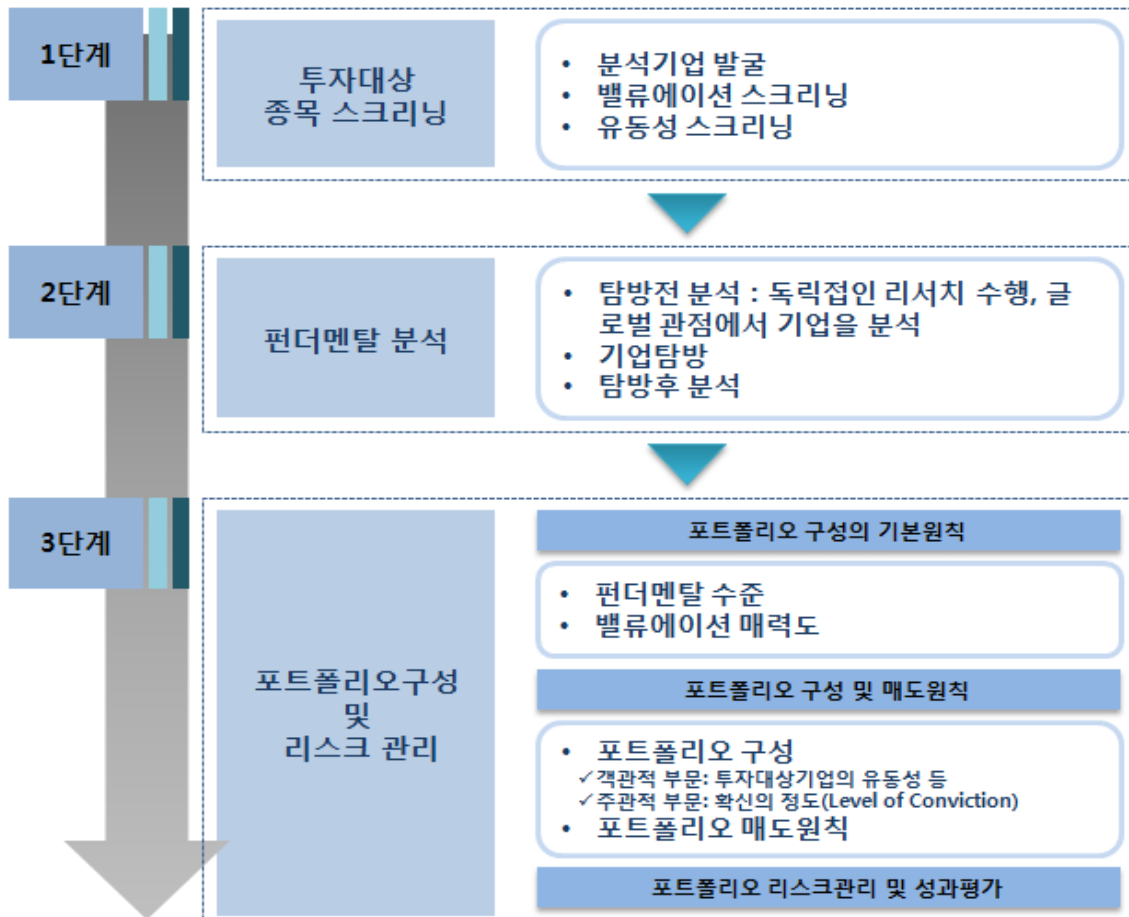 1단계
투자대상
종목 스크리닝
• 분석기업 발굴
• 밸류에이션 스크리닝
• 유동성 스크리닝
2단계
펀더멘탈 분석
• 탐방전 분석 : 독립접인 리서치 수행, 글
로벌 관점에서 기업을 분석
• 기업탐방
• 탐방후 분석
3단계
포트폴리오구성
및
리스크 관리
포트폴리오 구성의 기본원칙
• 펀더멘탈 수준
• 밸류에이션 매력도
포트폴리오 구성 및 매도원칙
• 포트폴리오 구성
✓객관적 부문: 투자대상기업의 유동성 등
✓주관적 부문: 확신의 정도(Level of Conviction)
• 포트폴리오 매도원칙
포트폴리오 리스크관리 및 성과평가